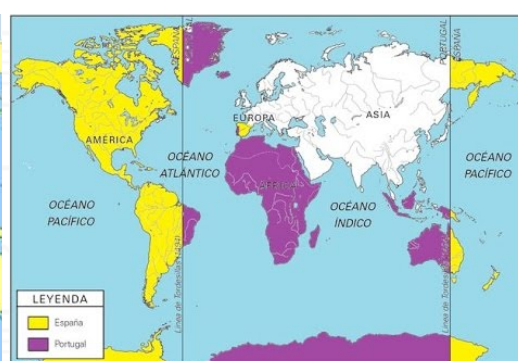 ESPAÑA
PORTUGAL
ESPAÑA
EUROPA
ASIA
AMÉRICA
OCÉANO
ATLÁNTICO
ÁFRICA
OCÉANO
PACÍFICO
OCÉANO
ÍNDICO
OCÉANO
PACÍFICO
Línea de Tordesillas (1494)
Línea de Tordesillas
LEYENDA
España
Portugal